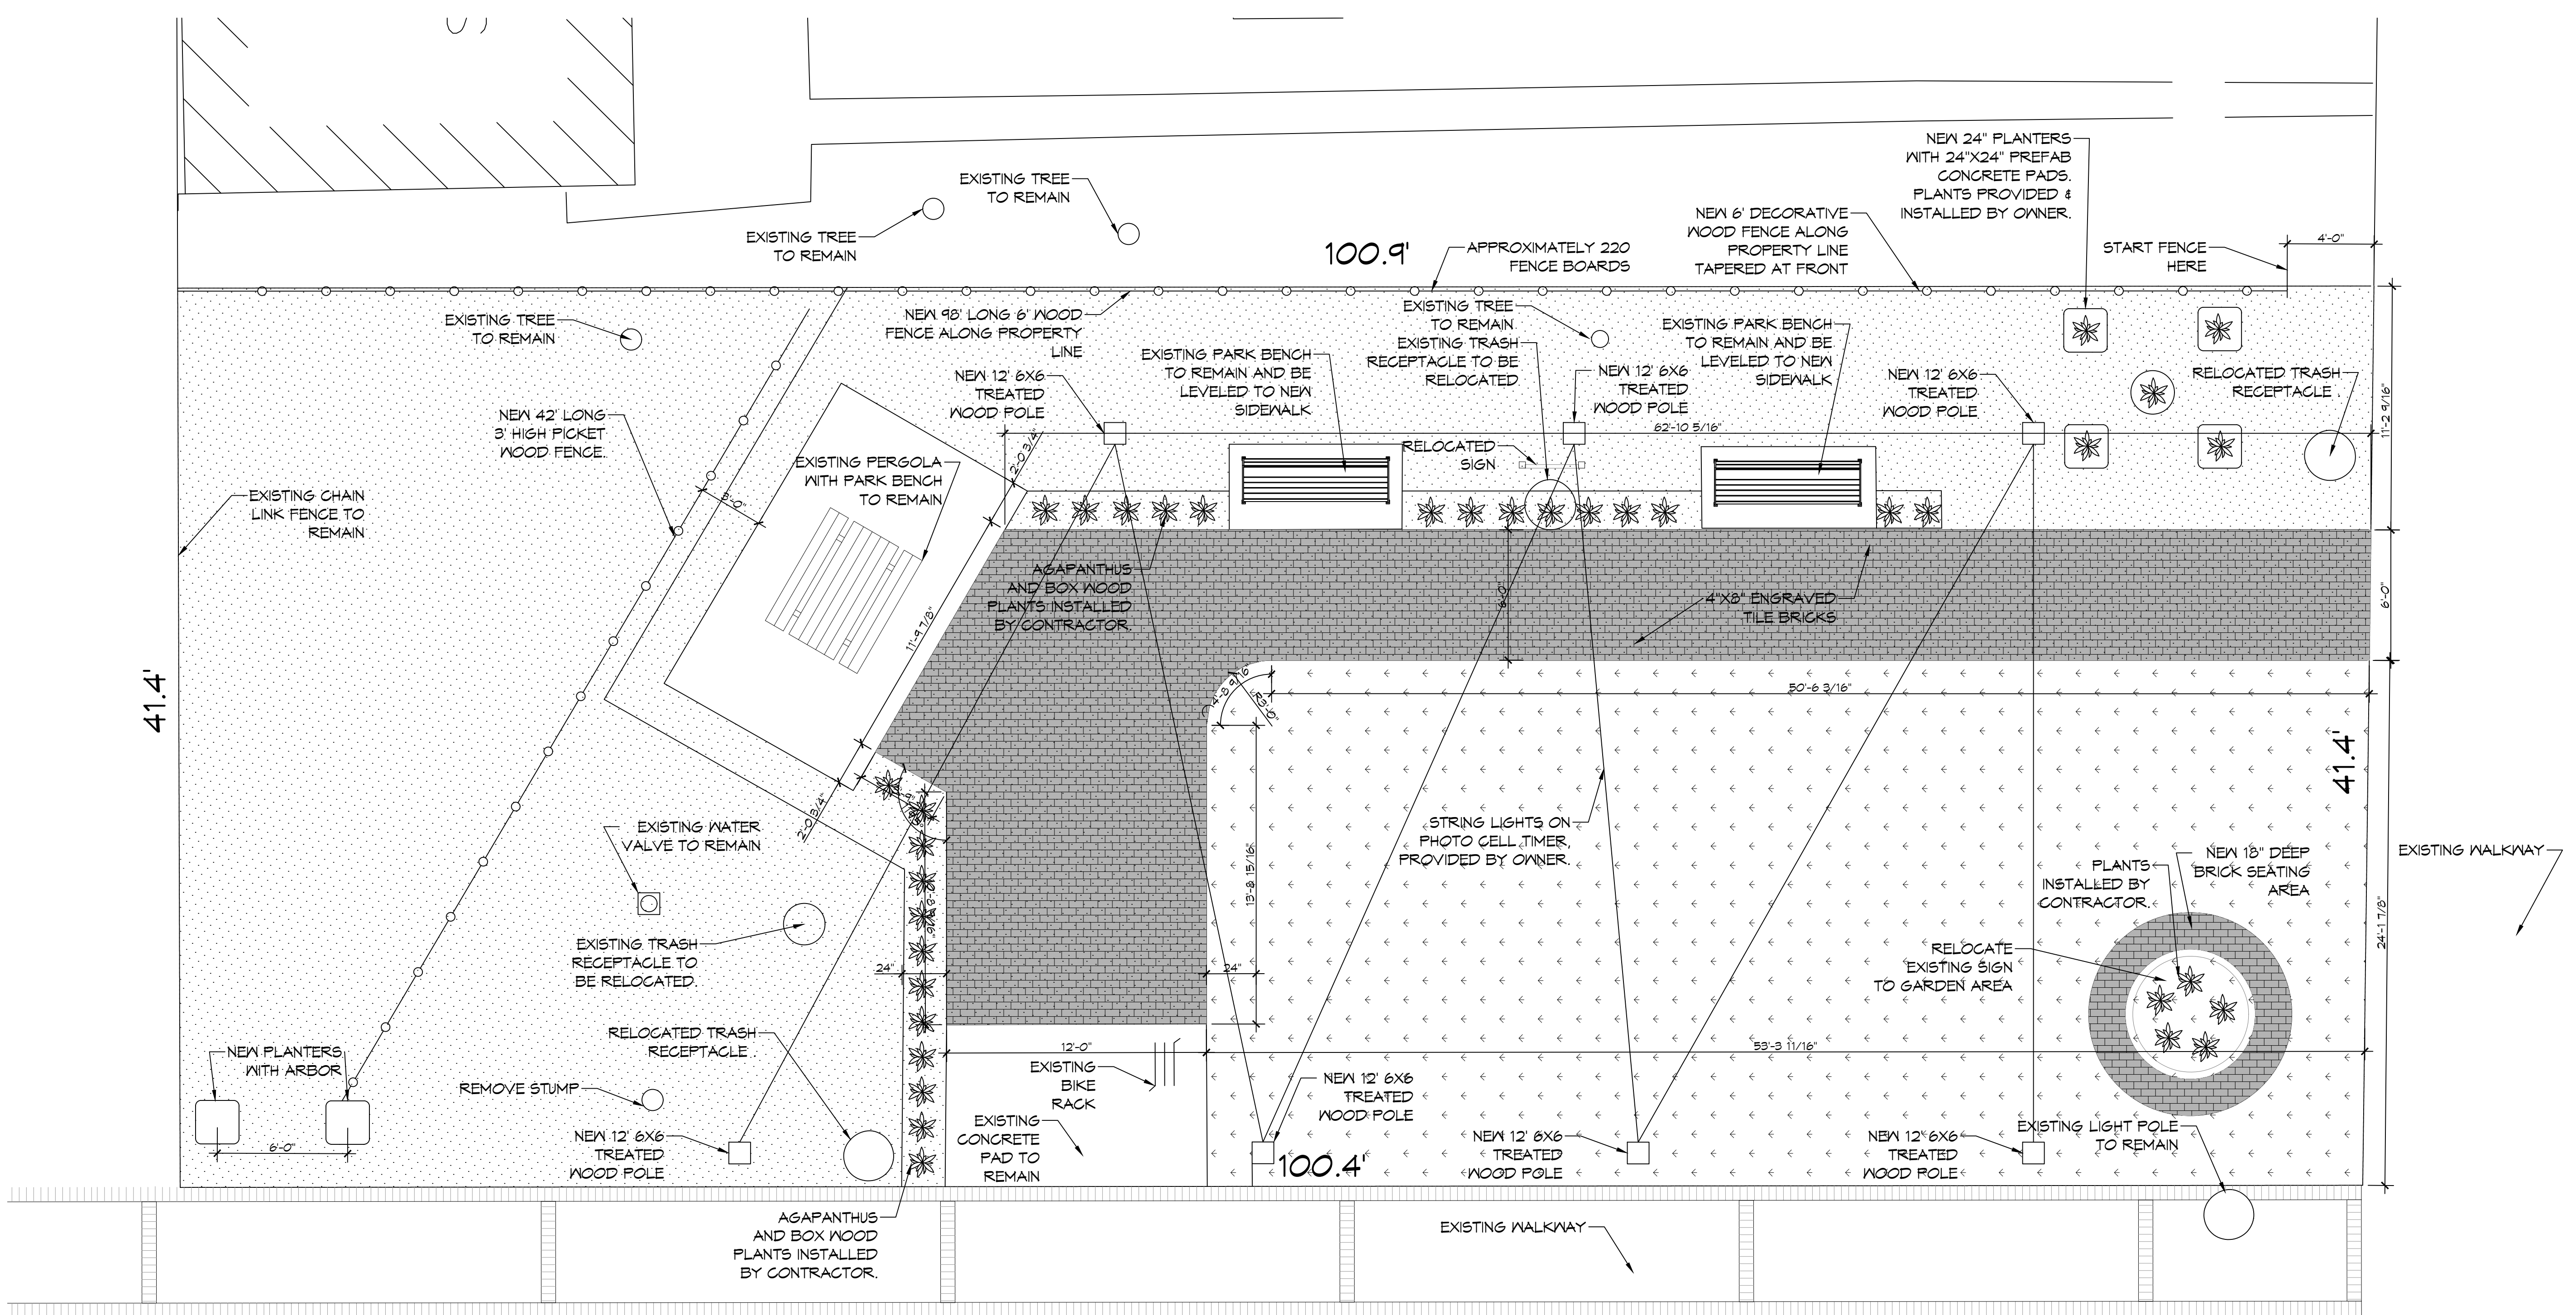 NEW 24" PLANTERS
WITH 24"X24" PREFAB
CONCRETE PADS.
PLANTS PROVIDED &
INSTALLED BY OWNER.
EXISTING TREE
TO REMAIN
EXISTING TREE
TO REMAIN
100.9'
APPROXIMATELY 220
FENCE BOARDS
NEW 6' DECORATIVE
WOOD FENCE ALONG
PROPERTY LINE
TAPERED AT FRONT
START FENCE
HERE
4'-0"
EXISTING TREE
TO REMAIN
NEW 98' LONG 6' WOOD
FENCE ALONG PROPERTY
LINE
EXISTING TREE
TO REMAIN
EXISTING TRASH
RECEPTACLE TO BE
RELOCATED
EXISTING PARK BENCH
TO REMAIN AND BE
LEVELED TO NEW
SIDEWALK
EXISTING PARK BENCH
TO REMAIN AND BE
LEVELED TO NEW
SIDEWALK
NEW 12' 6X6
TREATED
WOOD POLE
NEW 12' 6X6
TREATED
WOOD POLE
NEW 12' 6X6
TREATED
WOOD POLE
RELOCATED TRASH
RECEPTACLE
11'-2 9/16"
NEW 42' LONG
3' HIGH PICKET
WOOD FENCE.
62'-10 5/16"
2'-0 3/4"
RELOCATED
SIGN
EXISTING PERGOLA
WITH PARK BENCH
TO REMAIN
3'-0"
EXISTING CHAIN
LINK FENCE TO
REMAIN
AGAPANTHUS
AND BOX WOOD
PLANTS INSTALLED
BY CONTRACTOR.
11'-9 7/8"
6'-0"
4"X8" ENGRAVED
TILE BRICKS
6'-0"
41.4'
4'-8 9/16"
R3'-0"
50'-6 3/16"
41.4'
2'-0 3/4"
EXISTING WATER
VALVE TO REMAIN
STRING LIGHTS ON
PHOTO CELL TIMER,
PROVIDED BY OWNER.
13'-8 15/16"
EXISTING WALKWAY
PLANTS
INSTALLED BY
CONTRACTOR.
NEW 18" DEEP
BRICK SEATING
AREA
24'-1 7/8"
EXISTING TRASH
RECEPTACLE TO
BE RELOCATED
24"
24"
RELOCATE
EXISTING SIGN
TO GARDEN AREA
RELOCATED TRASH
RECEPTACLE
12'-0"
53'-3 11/16"
NEW PLANTERS
WITH ARBOR
REMOVE STUMP
EXISTING
BIKE
RACK
NEW 12' 6X6
TREATED
WOOD POLE
EXISTING
CONCRETE
PAD TO
REMAIN
100.4'
6'-0"
NEW 12' 6X6
TREATED
WOOD POLE
NEW 12' 6X6
TREATED
WOOD POLE
NEW 12' 6X6
TREATED
WOOD POLE
EXISTING LIGHT POLE
TO REMAIN
AGAPANTHUS
AND BOX WOOD
PLANTS INSTALLED
BY CONTRACTOR.
EXISTING WALKWAY